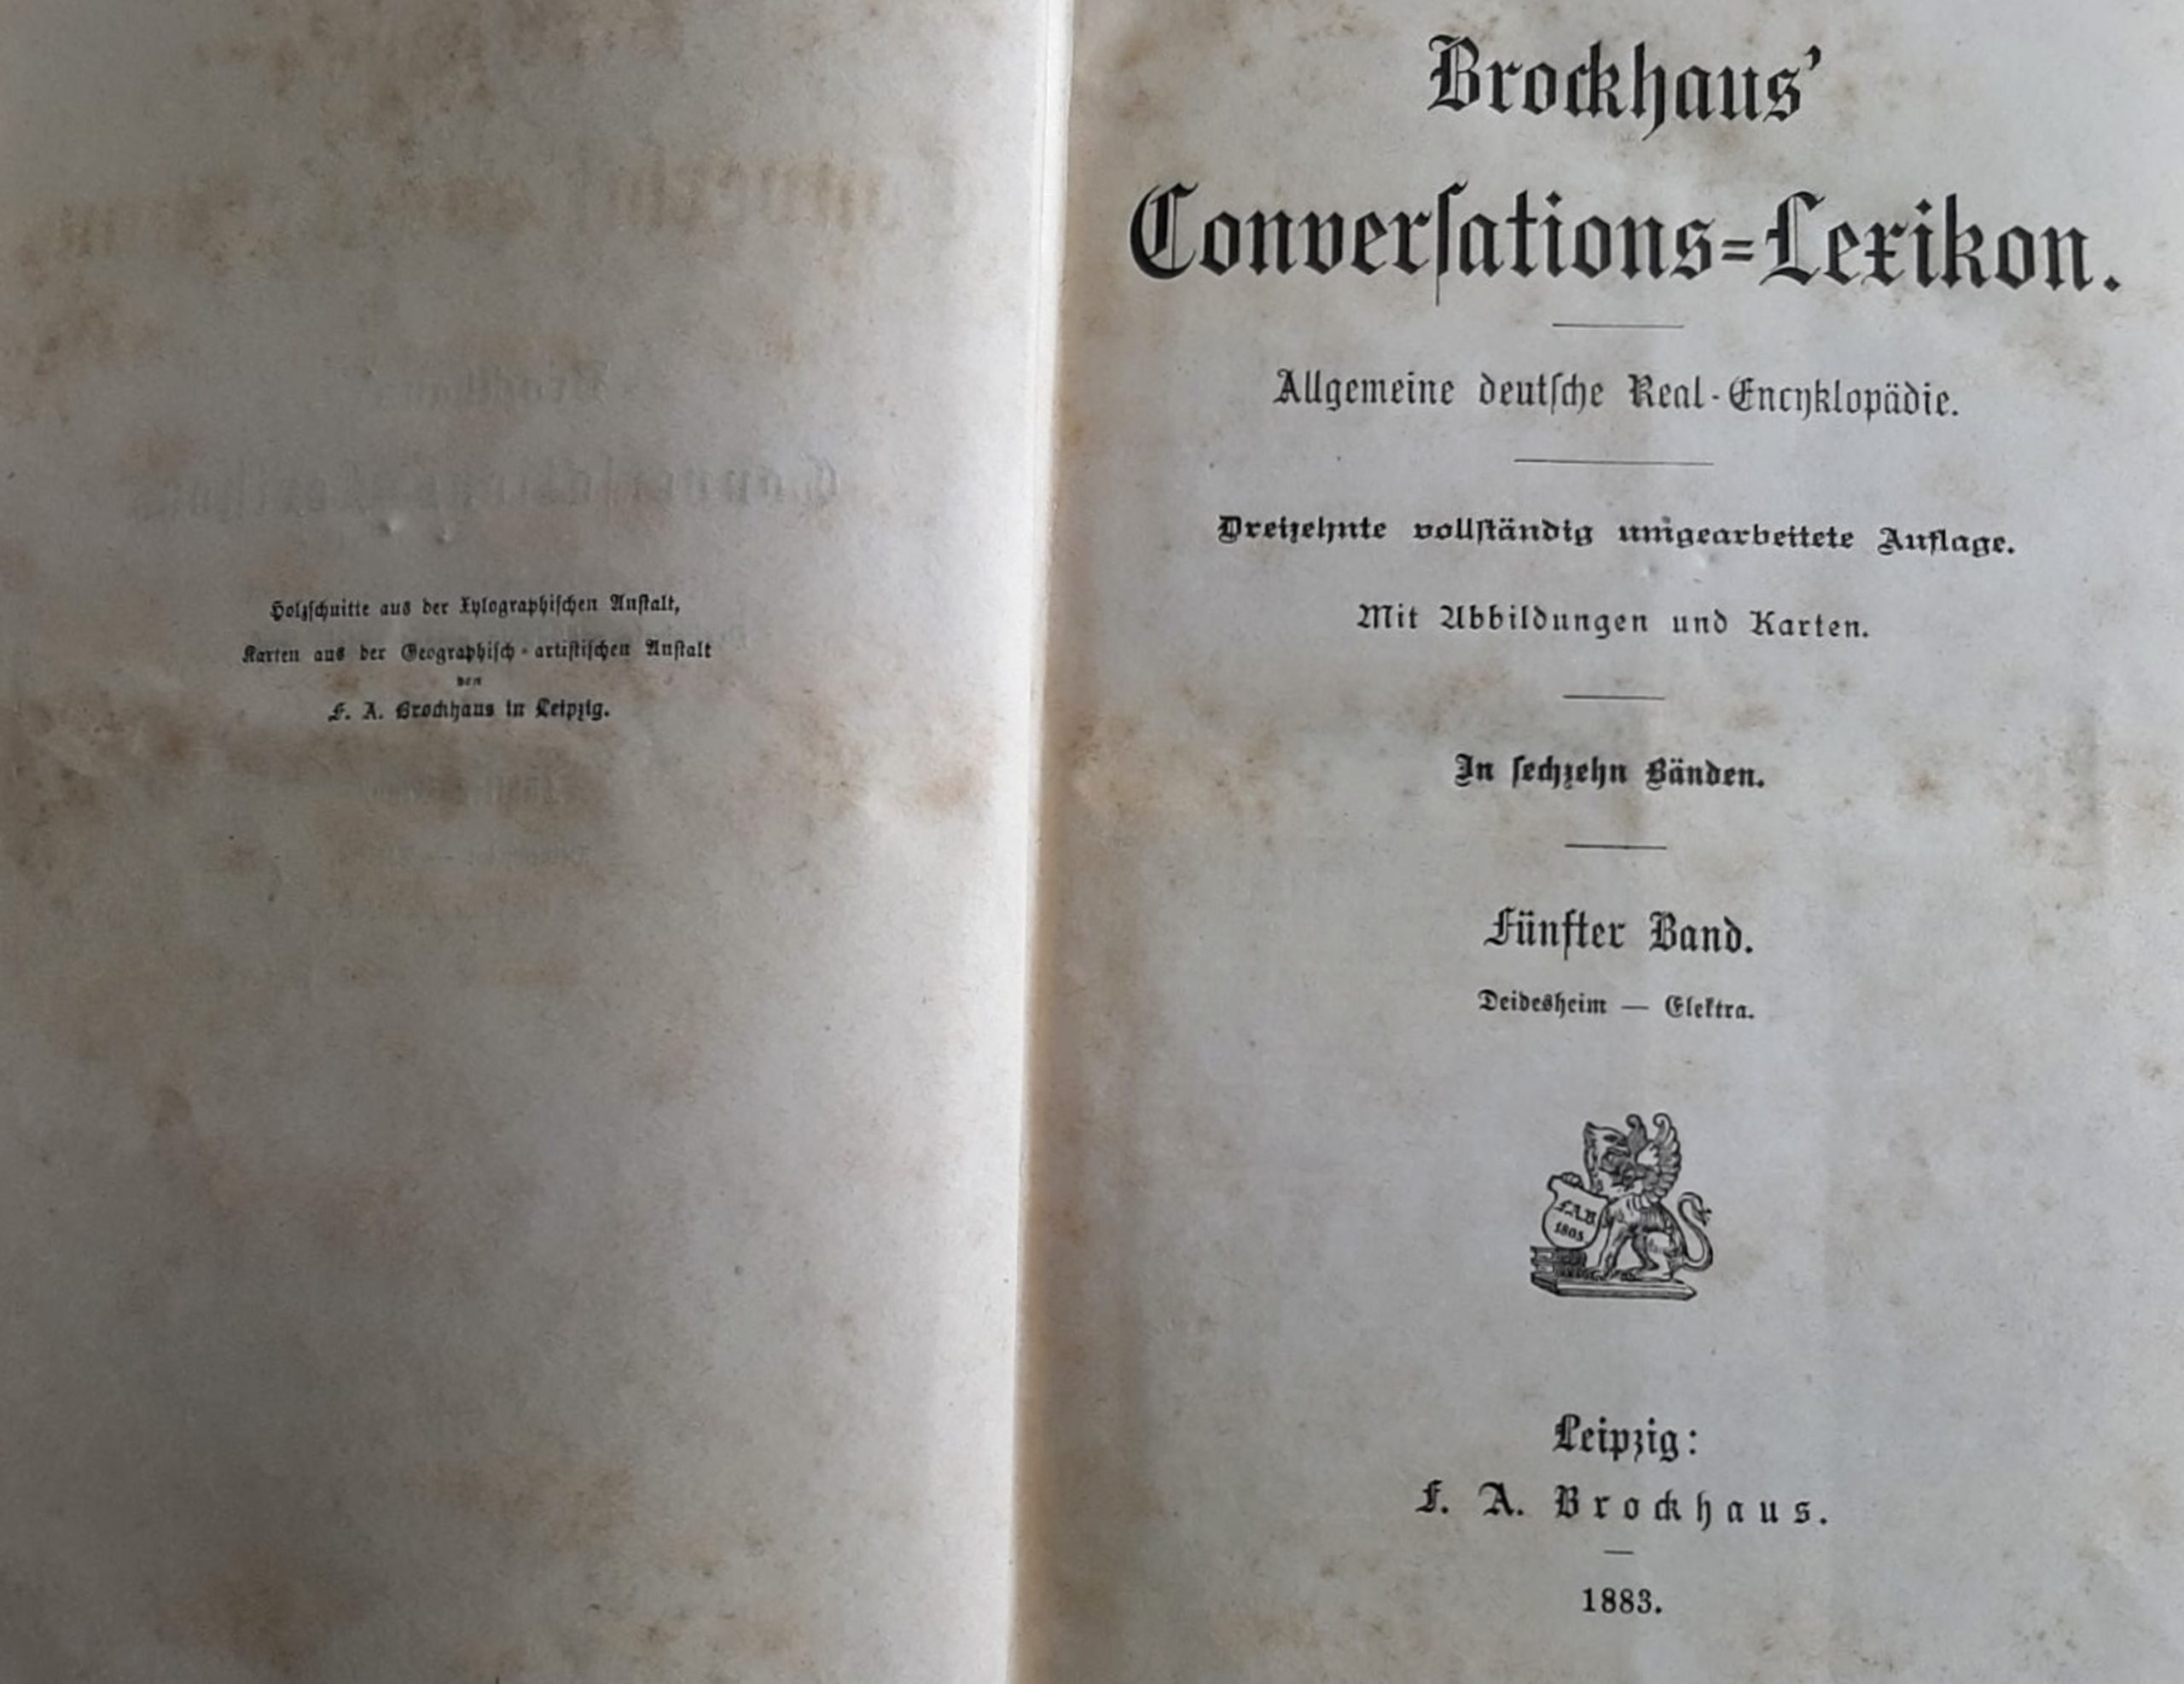 Holzſchnitte aus der Xylographiſchen Anſtalt,
Karten aus der Geographiſch-artiſtiſchen Anſtalt
von
F. A. Brockhaus in Leipzig.
Brockhaus’
Converſations=Lexikon.
Allgemeine deutſche Real-Encyklopädie.
Dreizehnte vollſtändig umgearbeitete Auflage.
Mit Abbildungen und Karten.
In ſechzehn Bänden.
Fünfter Band.
Deidesheim — Elektra.
F.A.B
1805
Leipzig:
F. A. Brockhaus.
1883.